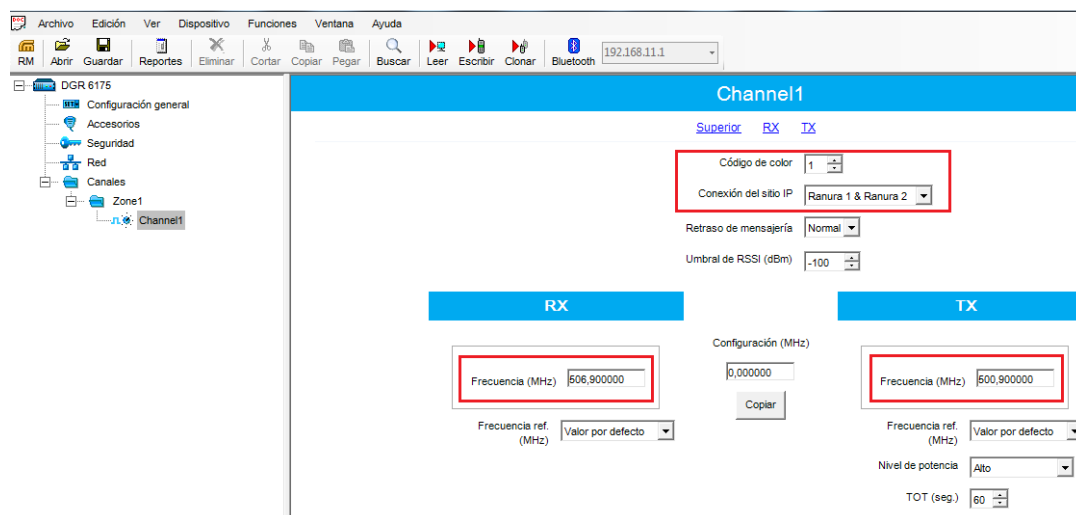 Archivo Edición Ver Dispositivo Funciones Ventana Ayuda
RM Abrir Guardar Reportes Eliminar Cortar Copiar Pegar Buscar Leer Escribir Clonar Bluetooth 192.168.11.1
DGR 6175
Configuración general
Accesorios
Seguridad
Red
Canales
Zone1
Channel1
Channel1
Superior RX TX
Código de color 1
Conexión del sitio IP Ranura 1 & Ranura 2
Retraso de mensajería Normal
Umbral de RSSI (dBm) -100
RX
Frecuencia (MHz) 506,900000
Frecuencia ref. (MHz) Valor por defecto
Configuración (MHz)
0,000000
Copiar
TX
Frecuencia (MHz) 500,900000
Frecuencia ref. (MHz) Valor por defecto
Nivel de potencia Alto
TOT (seg.) 60